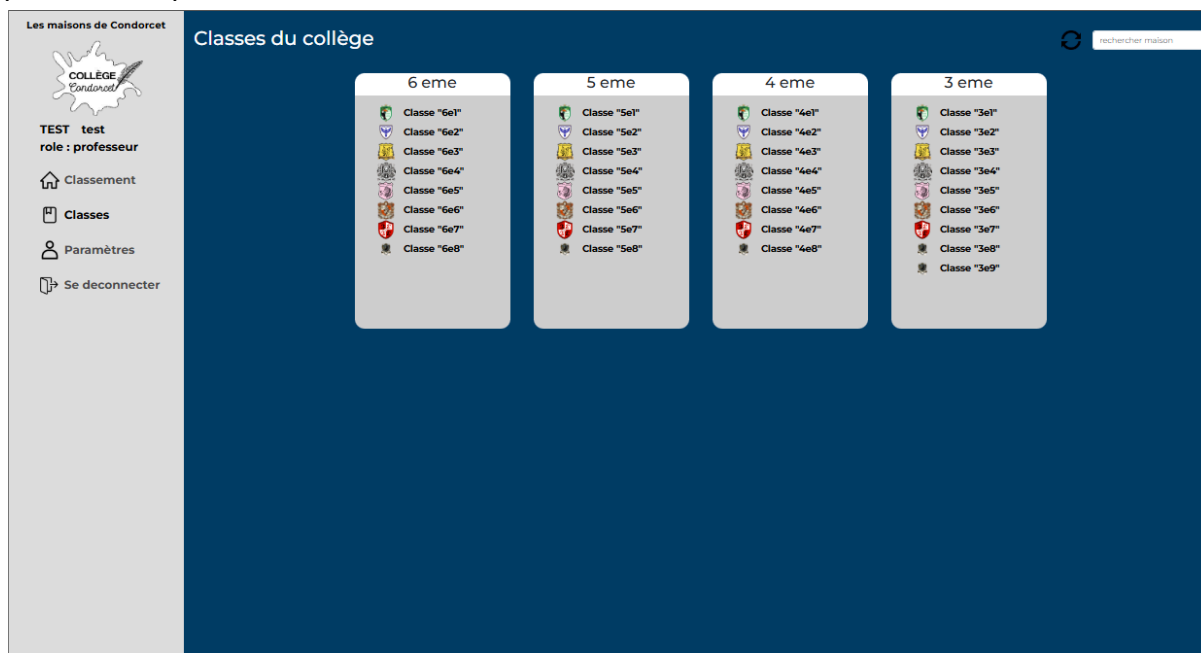 Les maisons de Condorcet
COLLÈGE
Condorcet
TEST test
role : professeur
Classement
Classes
Paramètres
Se deconnecter
Classes du collège
rechercher maison
6 eme
Classe "6e1"
Classe "6e2"
Classe "6e3"
Classe "6e4"
Classe "6e5"
Classe "6e6"
Classe "6e7"
Classe "6e8"
5 eme
Classe "5e1"
Classe "5e2"
Classe "5e3"
Classe "5e4"
Classe "5e5"
Classe "5e6"
Classe "5e7"
Classe "5e8"
4 eme
Classe "4e1"
Classe "4e2"
Classe "4e3"
Classe "4e4"
Classe "4e5"
Classe "4e6"
Classe "4e7"
Classe "4e8"
3 eme
Classe "3e1"
Classe "3e2"
Classe "3e3"
Classe "3e4"
Classe "3e5"
Classe "3e6"
Classe "3e7"
Classe "3e8"
Classe "3e9"